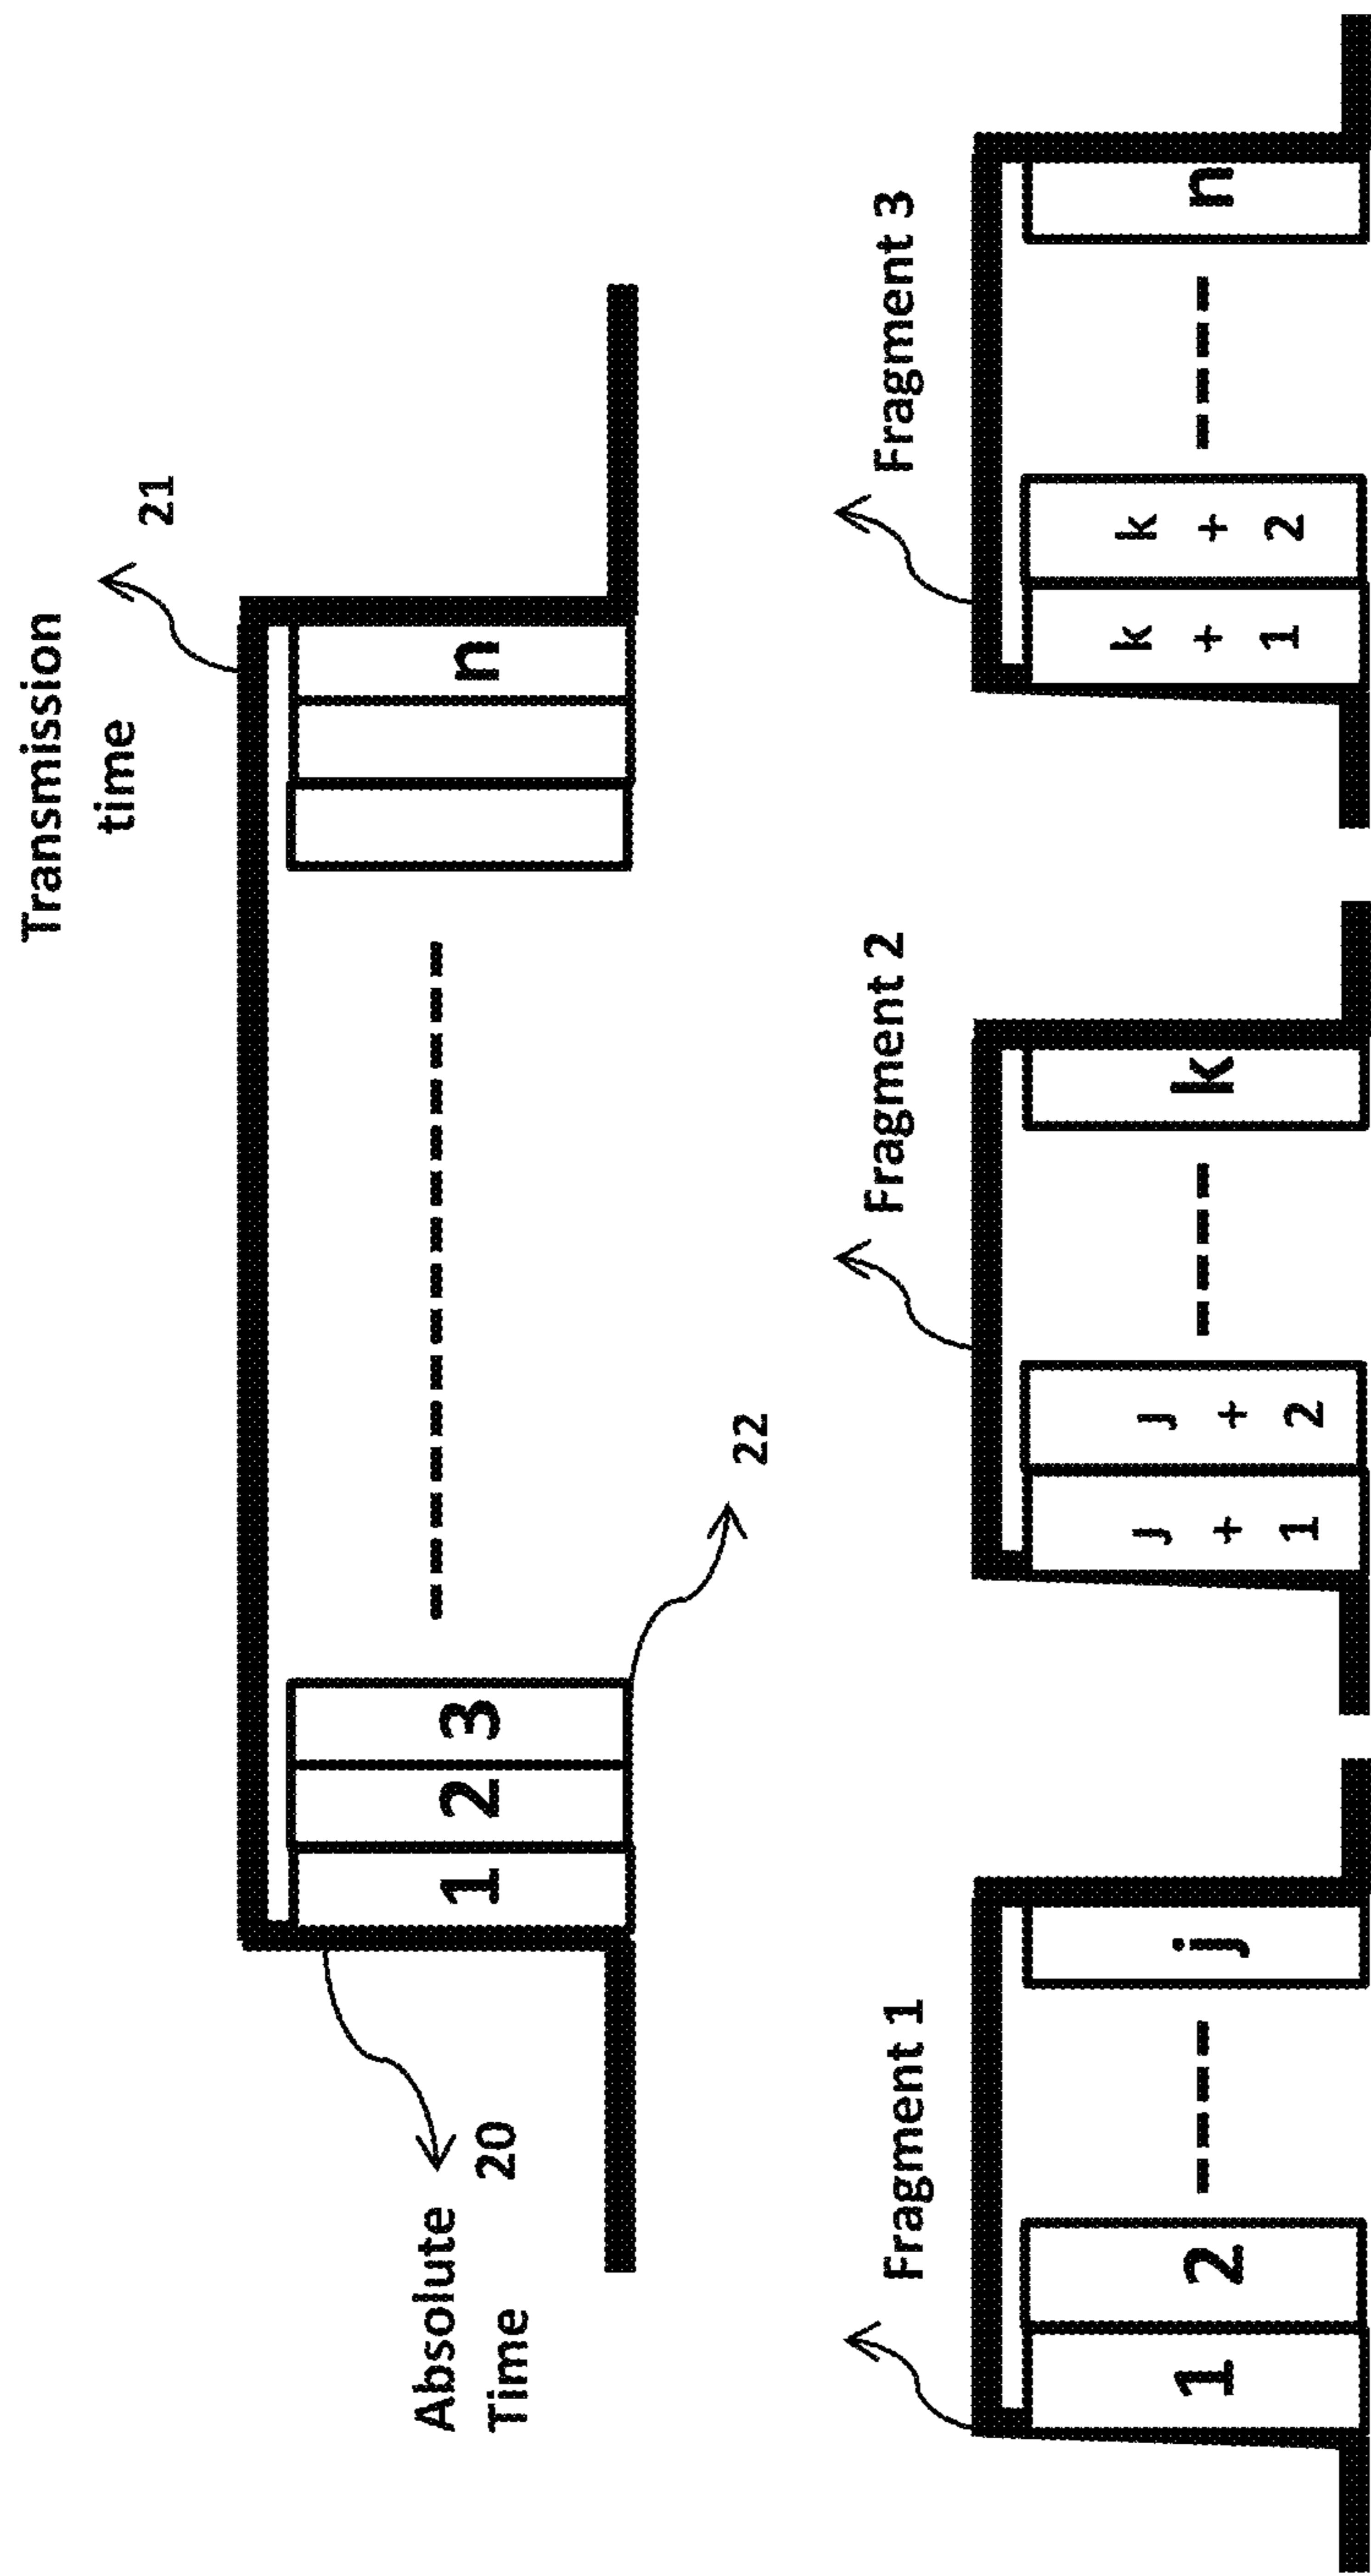 Transmission
time
21
Absolute
Time
20
1
2
3
n
22
Fragment 1
Fragment 2
Fragment 3
1
2
j
j
+
1
j
+
2
k
k
+
1
k
+
2
n